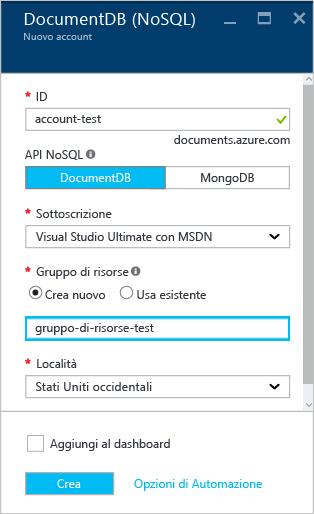 DocumentDB (NoSQL)
Nuovo account
* ID
account-test
documents.azure.com
API NoSQL
DocumentDB MongoDB
* Sottoscrizione
Visual Studio Ultimate con MSDN
* Gruppo di risorse
Crea nuovo Usa esistente
gruppo-di-risorse-test
* Località
Stati Uniti occidentali
Aggiungi al dashboard
Crea Opzioni di Automazione